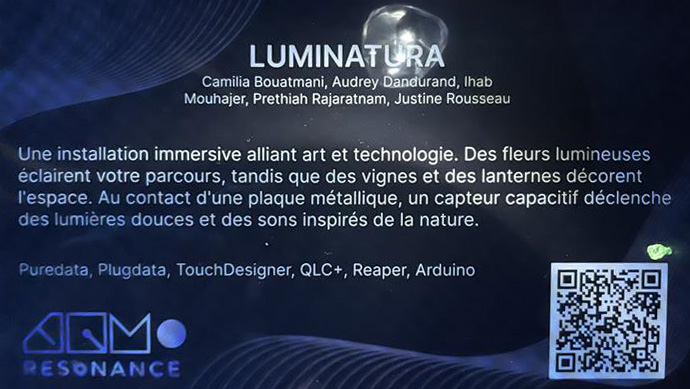 LUMINATURA
Camilia Bouatmani, Audrey Dandurand, Ihab
Mouhajer, Prethiah Rajaratnam, Justine Rousseau
Une installation immersive alliant art et technologie. Des fleurs lumineuses
éclairent votre parcours, tandis que des vignes et des lanternes décorent
l'espace. Au contact d'une plaque métallique, un capteur capacitif déclenche
des lumières douces et des sons inspirés de la nature.
Puredata, Plugdata, TouchDesigner, QLC+, Reaper, Arduino
RESONANCE